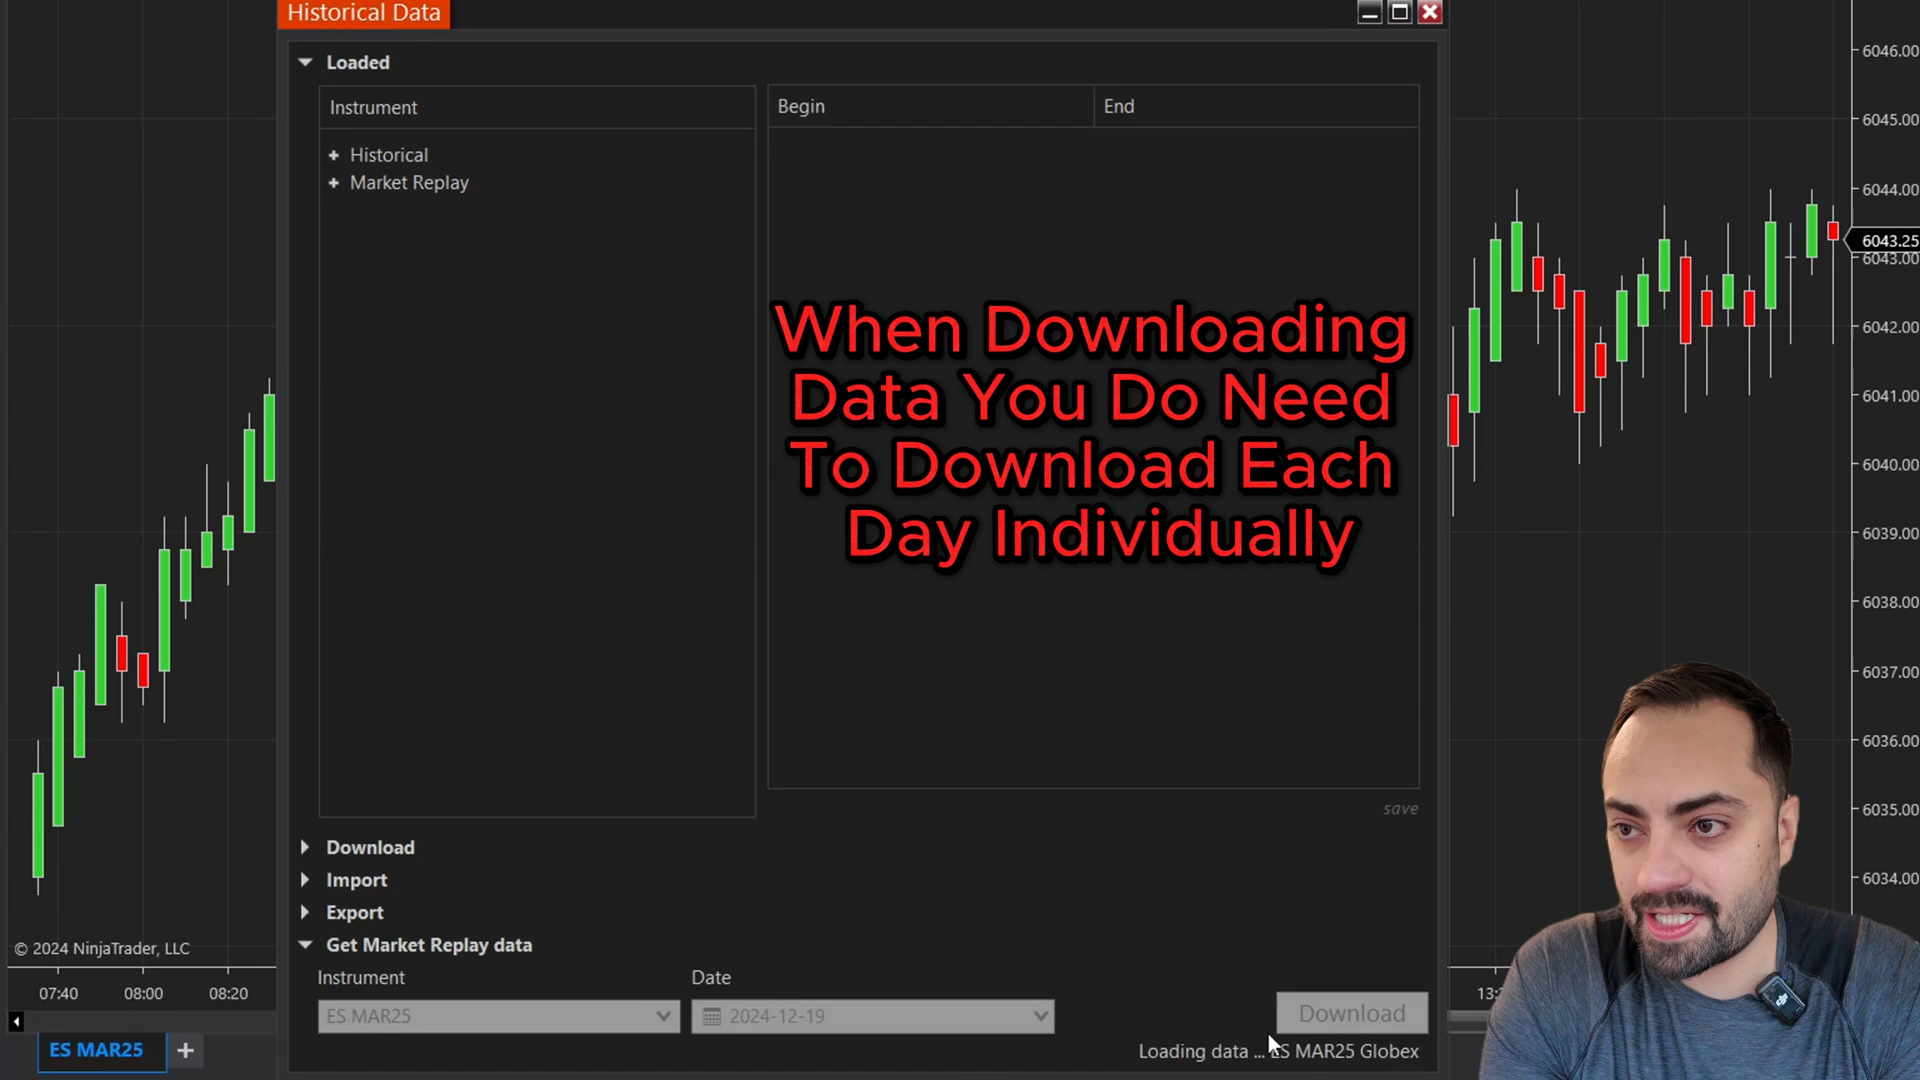 Historical Data
Loaded
Instrument
Begin
End
Historical
Market Replay
When Downloading
Data You Do Need
To Download Each
Day Individually
save
Download
Import
Export
Get Market Replay data
Instrument
Date
ES MAR25
2024-12-19
Download
Loading data ... ES MAR25 Globex
© 2024 NinjaTrader, LLC
07:40
08:00
08:20
ES MAR25
6046.00
6045.00
6044.00
6043.25
6043.00
6042.00
6041.00
6040.00
6039.00
6038.00
6037.00
6036.00
6035.00
6034.00